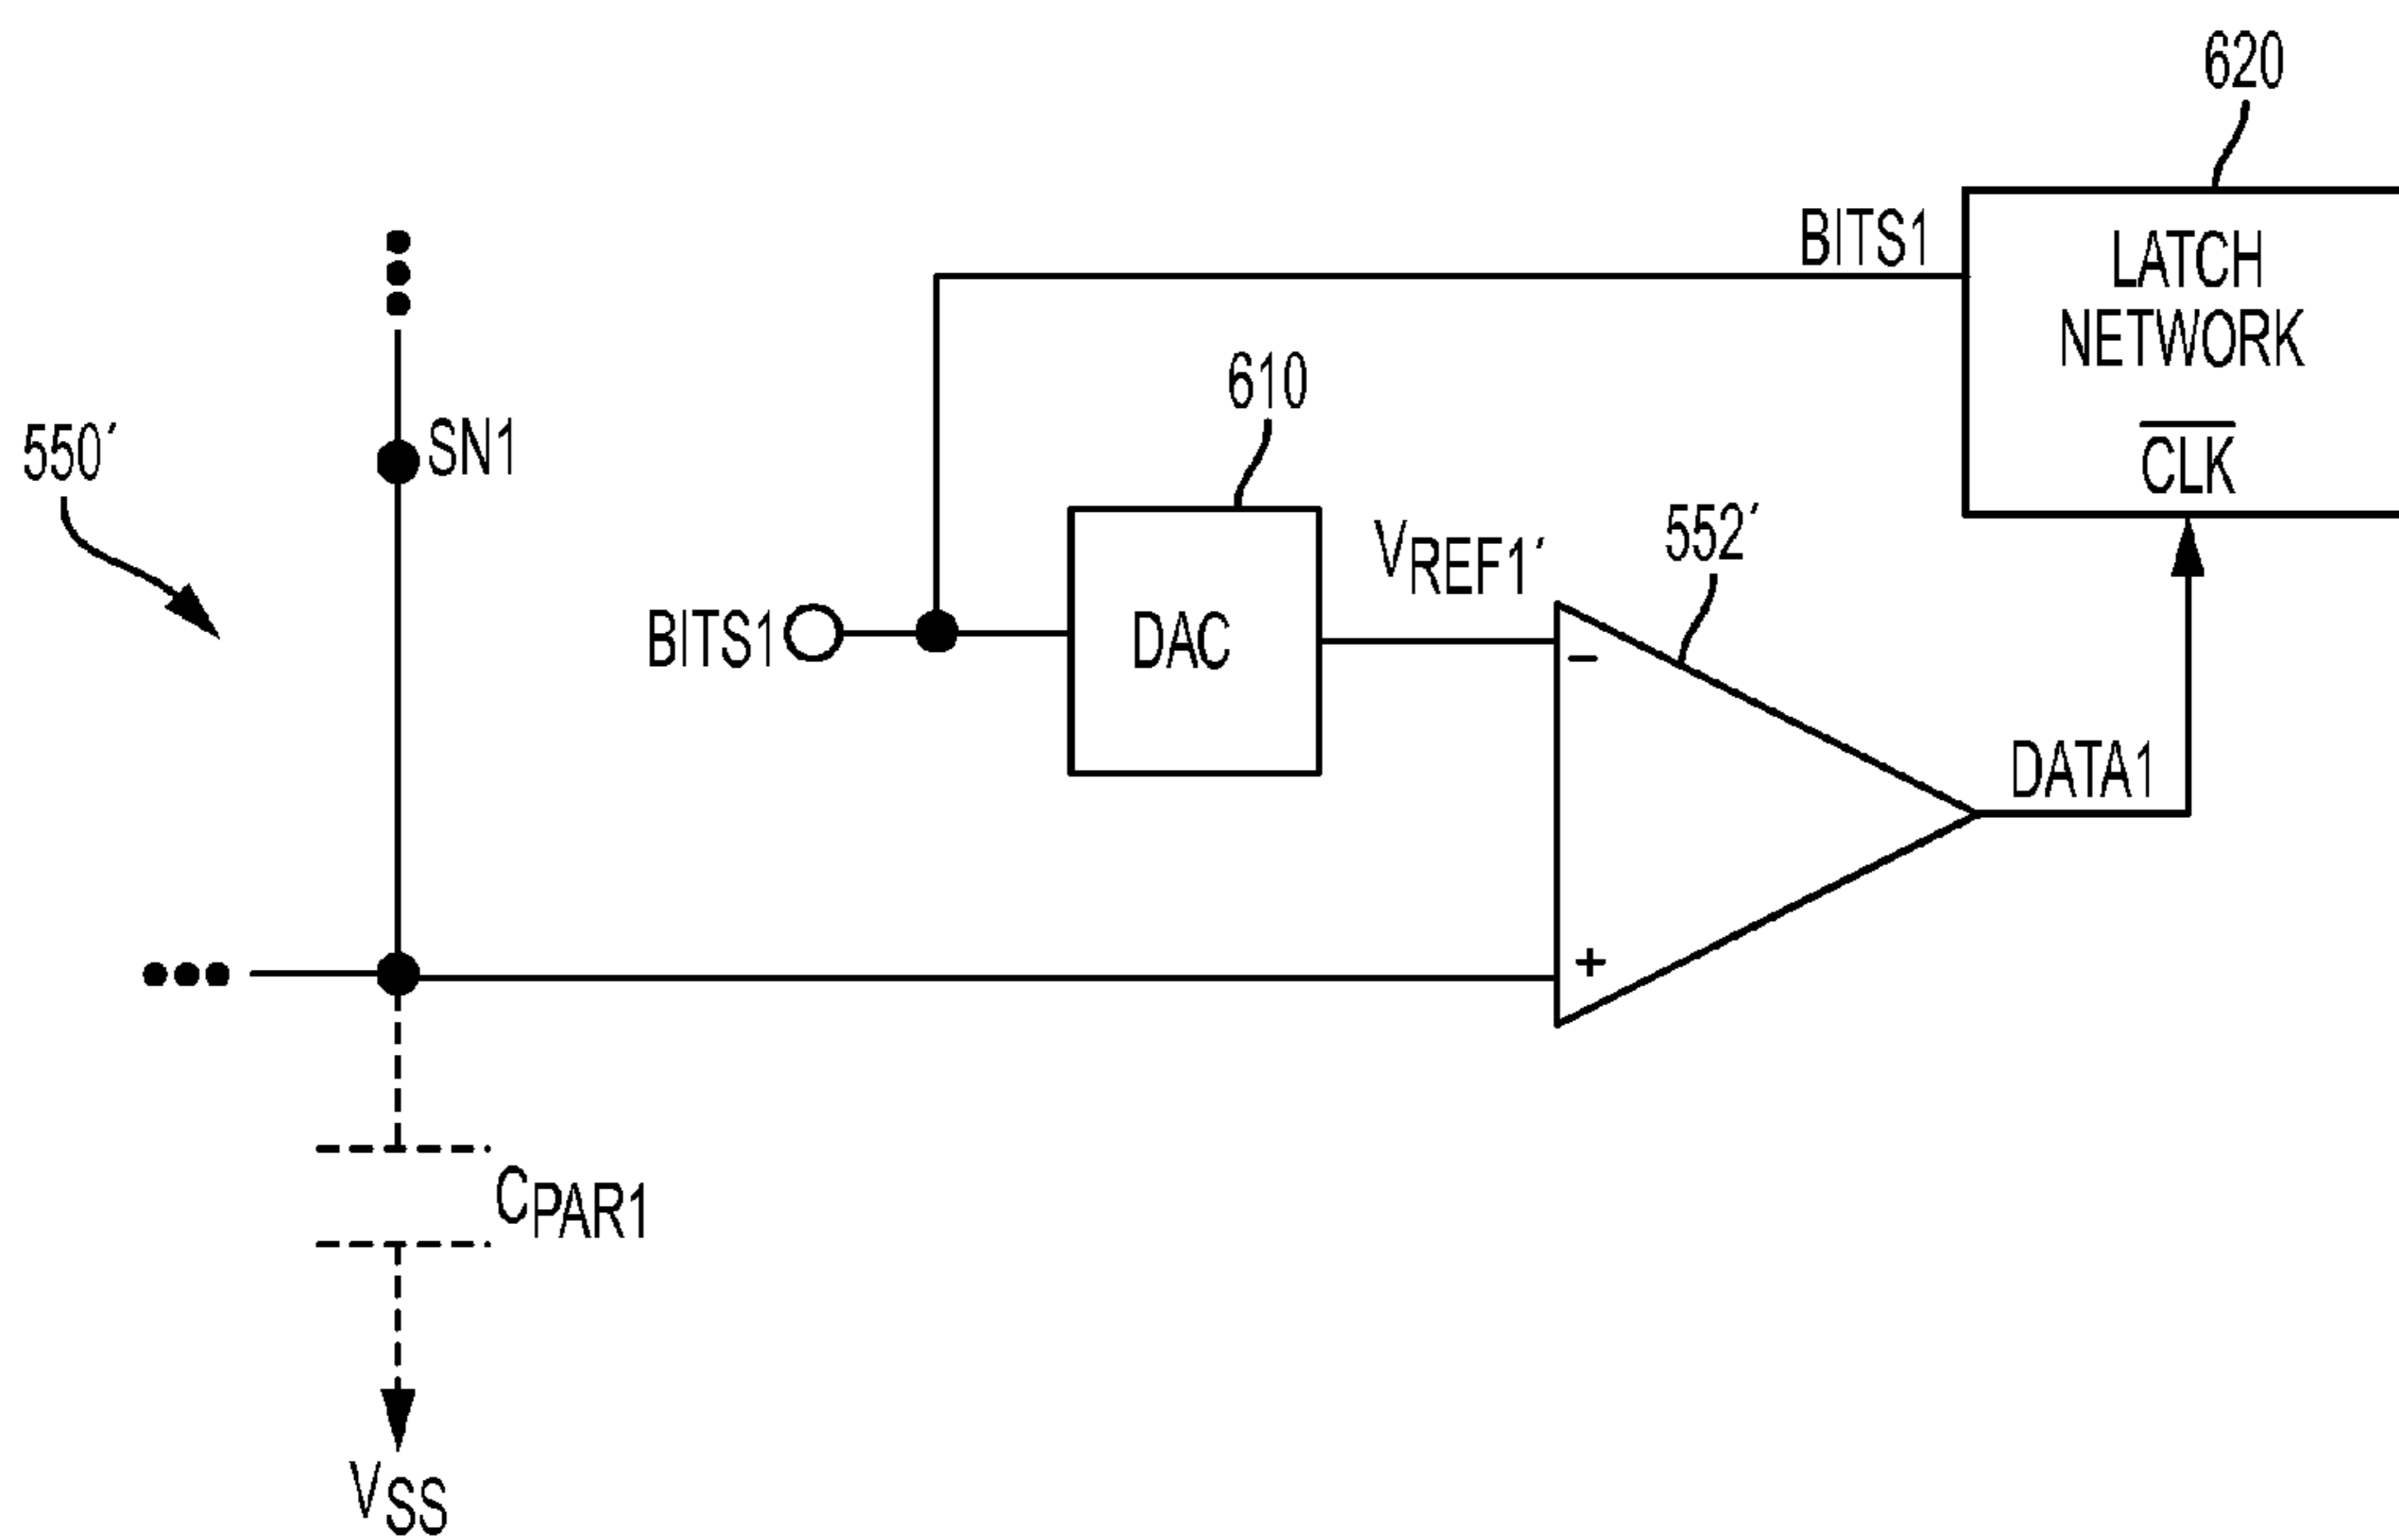 620
BITS1
LATCH
NETWORK
CLK
610
550′
SN1
VREF1′
552′
BITS1
DAC
−
DATA1
+
CPAR1
VSS